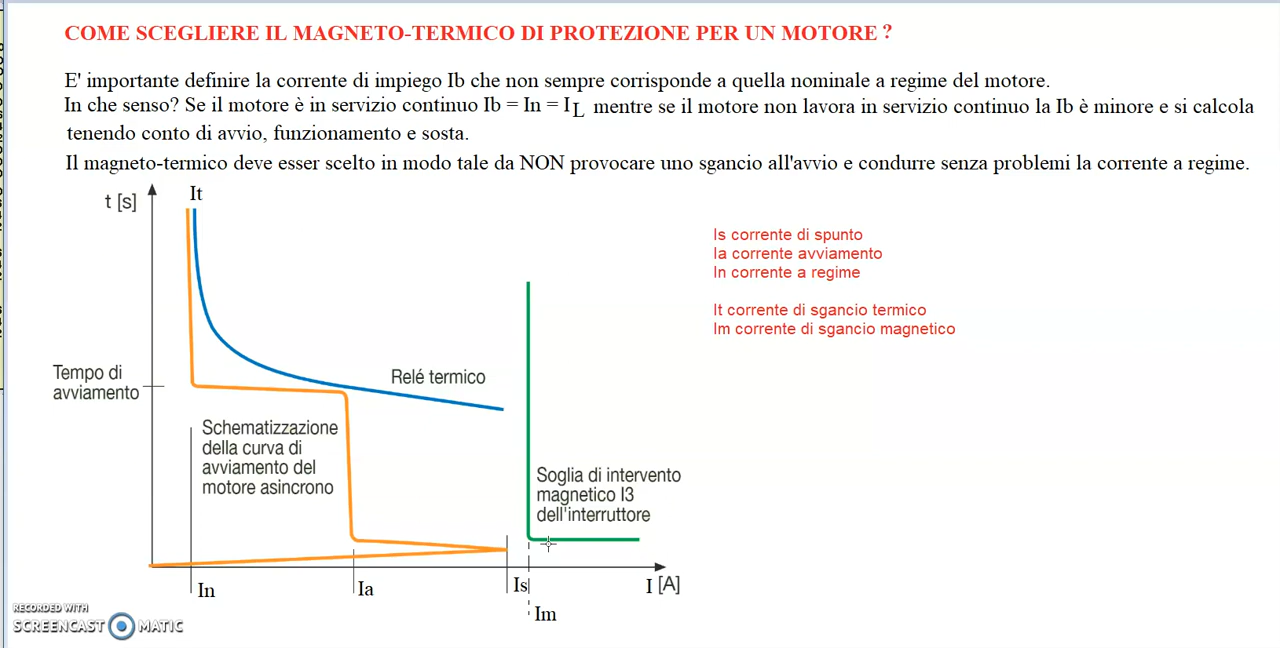 COME SCEGLIERE IL MAGNETO-TERMICO DI PROTEZIONE PER UN MOTORE ?
E' importante definire la corrente di impiego Ib che non sempre corrisponde a quella nominale a regime del motore.
In che senso? Se il motore è in servizio continuo Ib = In = IL mentre se il motore non lavora in servizio continuo la Ib è minore e si calcola
tenendo conto di avvio, funzionamento e sosta.
Il magneto-termico deve esser scelto in modo tale da NON provocare uno sgancio all'avvio e condurre senza problemi la corrente a regime.
t [s]
It
Is corrente di spunto
Ia corrente avviamento
In corrente a regime
It corrente di sgancio termico
Im corrente di sgancio magnetico
Tempo di
avviamento
Relé termico
Schematizzazione
della curva di
avviamento del
motore asincrono
Soglia di intervento
magnetico I3
dell'interruttore
In
Ia
Is
I [A]
Im
RECORDED WITH
SCREENCAST MATIC